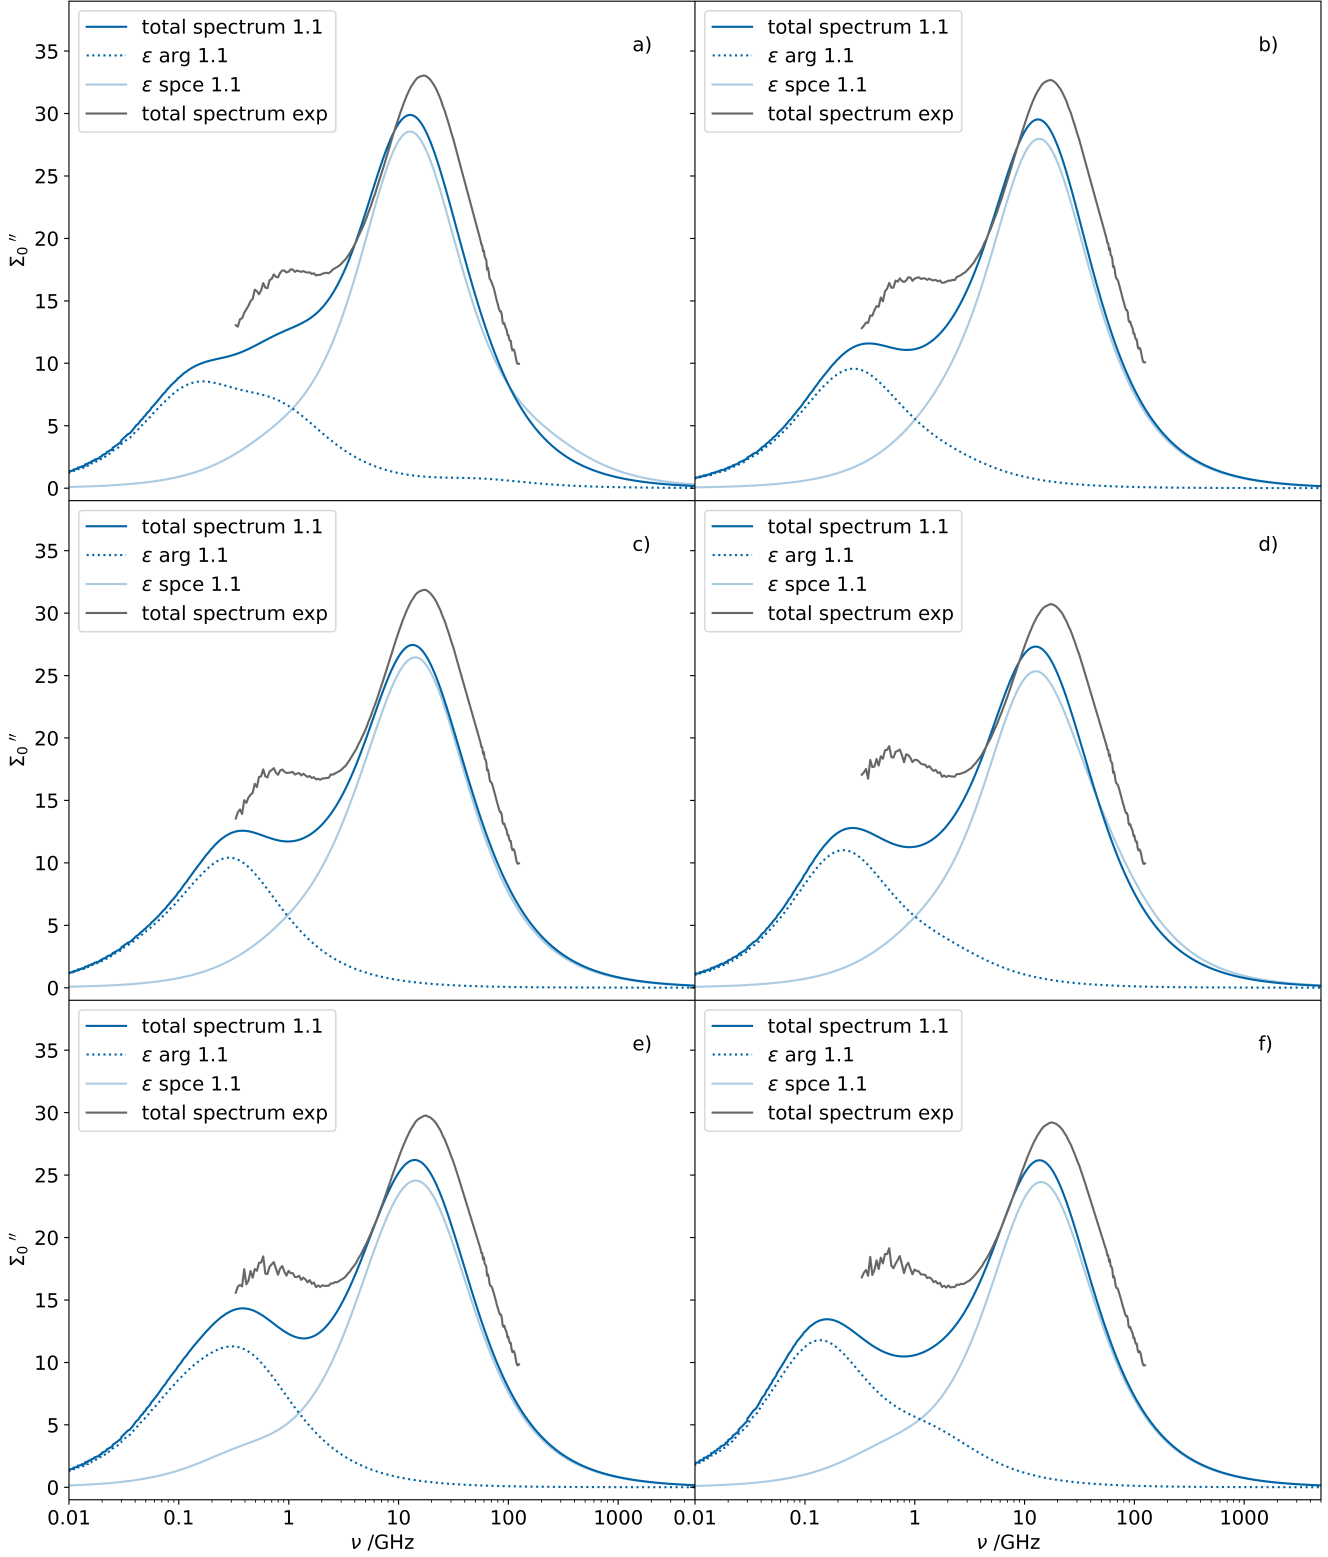 total spectrum 1.1
ε arg 1.1
ε spce 1.1
total spectrum exp
a)
total spectrum 1.1
ε arg 1.1
ε spce 1.1
total spectrum exp
b)
35
30
25
20
15
10
5
0
Σ₀ ″
total spectrum 1.1
ε arg 1.1
ε spce 1.1
total spectrum exp
c)
total spectrum 1.1
ε arg 1.1
ε spce 1.1
total spectrum exp
d)
35
30
25
20
15
10
5
0
Σ₀ ″
total spectrum 1.1
ε arg 1.1
ε spce 1.1
total spectrum exp
e)
total spectrum 1.1
ε arg 1.1
ε spce 1.1
total spectrum exp
f)
35
30
25
20
15
10
5
0
Σ₀ ″
0.01 0.1 1 10 100 1000 0.01 0.1 1 10 100 1000
ν /GHz ν /GHz